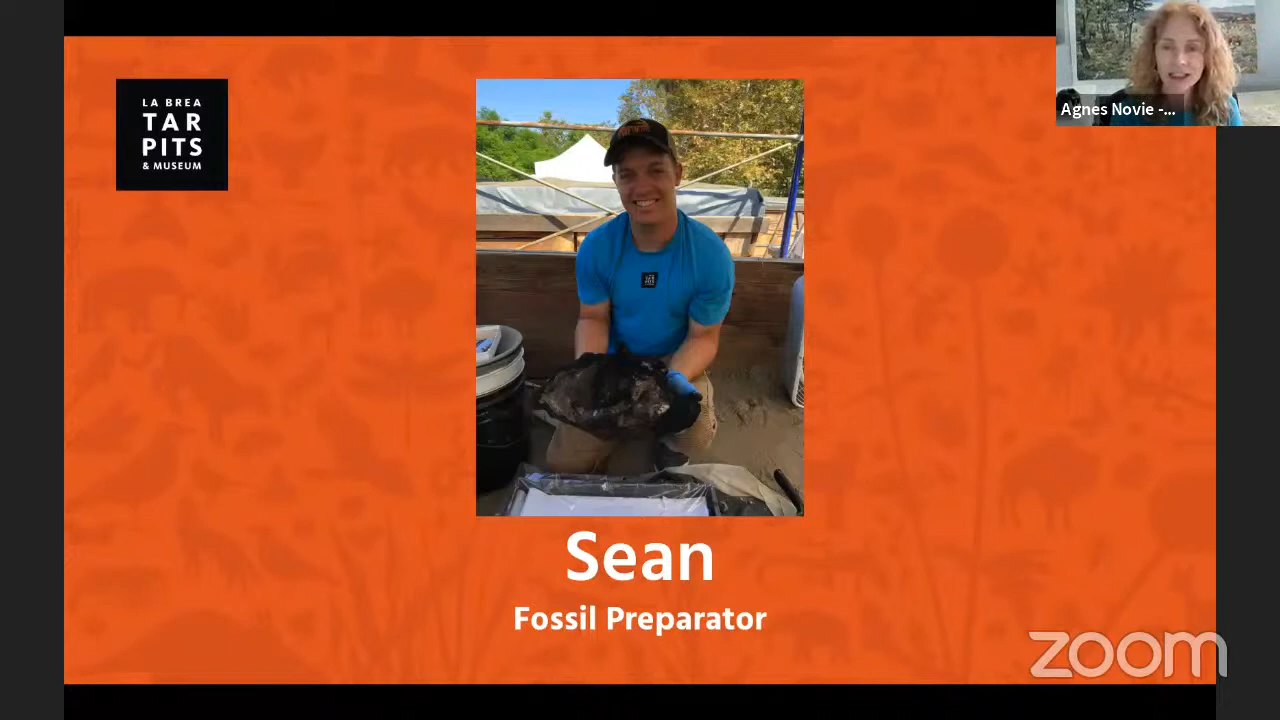 LA BREA
TAR
PITS
& MUSEUM
Agnes Novie -...
Sean
Fossil Preparator
zoom